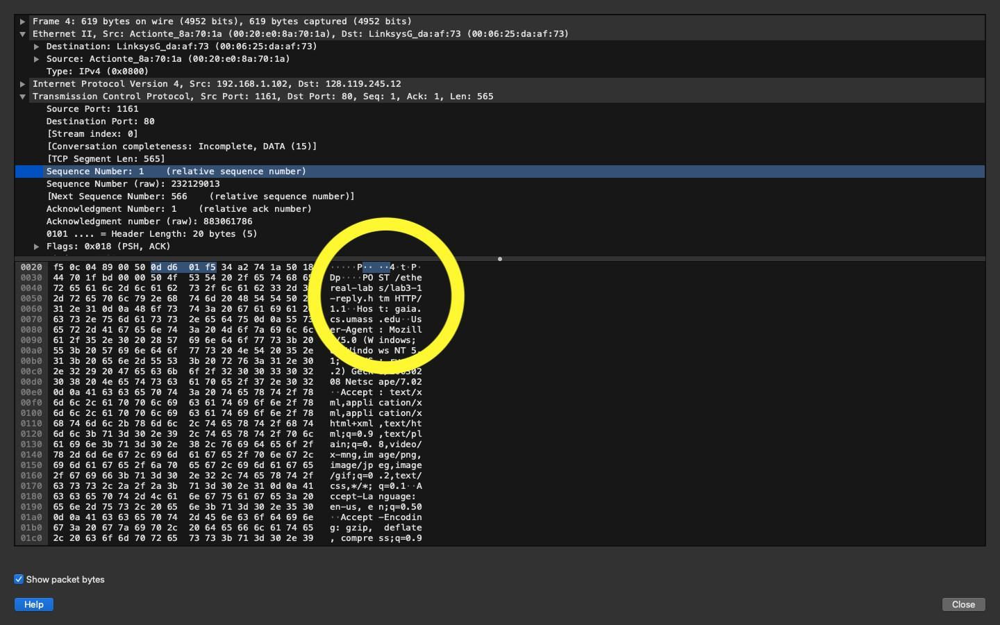 Frame 4: 619 bytes on wire (4952 bits), 619 bytes captured (4952 bits)
Ethernet II, Src: Actionte_8a:70:1a (00:20:e0:8a:70:1a), Dst: LinksysG_da:af:73 (00:06:25:da:af:73)
Destination: LinksysG_da:af:73 (00:06:25:da:af:73)
Source: Actionte_8a:70:1a (00:20:e0:8a:70:1a)
Type: IPv4 (0x0800)
Internet Protocol Version 4, Src: 192.168.1.102, Dst: 128.119.245.12
Transmission Control Protocol, Src Port: 1161, Dst Port: 80, Seq: 1, Ack: 1, Len: 565
Source Port: 1161
Destination Port: 80
[Stream index: 0]
[Conversation completeness: Incomplete, DATA (15)]
[TCP Segment Len: 565]
Sequence Number: 1    (relative sequence number)
Sequence Number (raw): 232129013
[Next Sequence Number: 566    (relative sequence number)]
Acknowledgment Number: 1    (relative ack number)
Acknowledgment number (raw): 883061786
0101 .... = Header Length: 20 bytes (5)
Flags: 0x018 (PSH, ACK)
0020 f5 0c 04 89 00 50 0d d6 01 f5 34 a2 74 1a 50 18 ·····P·· ··4·t·P·
0030 44 70 1f bd 00 00 50 4f 53 54 20 2f 65 74 68 65 Dp····PO ST /ethe
0040 72 65 61 6c 2d 6c 61 62 73 2f 6c 61 62 33 2d real-lab s/lab3-1
0050 2d 72 65 70 6c 79 2e 68 74 6d 20 48 54 54 50 -reply.h tm HTTP/
0060 31 2e 31 0d 0a 48 6f 73 74 3a 20 67 61 69 61 1.1··Hos t: gaia.
0070 63 73 2e 75 6d 61 73 73 2e 65 64 75 0d 0a 55 73 cs.umass .edu··Us
0080 65 72 2d 41 67 65 6e 74 3a 20 4d 6f 7a 69 6c 6c er-Agent : Mozill
0090 61 2f 35 2e 30 20 28 57 69 6e 64 6f 77 73 3b 20 /5.0 (W indows;
00a0 55 3b 20 57 69 6e 64 6f 77 73 20 4e 54 20 35 2e Windo ws NT 5.
00b0 31 3b 20 65 6e 2d 55 53 3b 20 72 76 3a 31 2e 30 1;
00c0 2e 32 29 20 47 65 63 6b 6f 2f 32 30 30 33 30 32 .2) Geck
00d0 30 38 20 4e 65 74 73 63 61 70 65 2f 37 2e 30 32 08 Netsc ape/7.02
00e0 0d 0a 41 63 63 65 70 74 3a 20 74 65 78 74 2f 78 ··Accept : text/x
00f0 6d 6c 2c 61 70 70 6c 69 63 61 74 69 6f 6e 2f 78 ml,appli cation/x
0100 6d 6c 2c 61 70 70 6c 69 63 61 74 69 6f 6e 2f 78 ml,appli cation/x
0110 68 74 6d 6c 2b 78 6d 6c 2c 74 65 78 74 2f 68 74 html+xml ,text/ht
0120 6d 6c 3b 71 3d 30 2e 39 2c 74 65 78 74 2f 70 6c ml;q=0.9 ,text/pl
0130 61 69 6e 3b 71 3d 30 2e 38 2c 76 69 64 65 6f 2f ain;q=0. 8,video/
0140 78 2d 6d 6e 67 2c 69 6d 61 67 65 2f 70 6e 67 2c x-mng,im age/png,
0150 69 6d 61 67 65 2f 6a 70 65 67 2c 69 6d 61 67 65 image/jp eg,image
0160 2f 67 69 66 3b 71 3d 30 2e 32 2c 74 65 78 74 2f /gif;q=0 .2,text/
0170 63 73 73 2c 2a 2f 2a 3b 71 3d 30 2e 31 0d 0a 41 css,*/*; q=0.1··A
0180 63 63 65 70 74 2d 4c 61 6e 67 75 61 67 65 3a 20 ccept-La nguage:
0190 65 6e 2d 75 73 2c 20 65 6e 3b 71 3d 30 2e 35 30 en-us, e n;q=0.50
01a0 0d 0a 41 63 63 65 70 74 2d 45 6e 63 6f 64 69 6e ··Accept -Encodin
01b0 67 3a 20 67 7a 69 70 2c 20 64 65 66 6c 61 74 65 g: gzip, deflate
01c0 2c 20 63 6f 6d 70 72 65 73 73 3b 71 3d 30 2e 39 , compre ss;q=0.9
Show packet bytes
Help
Close